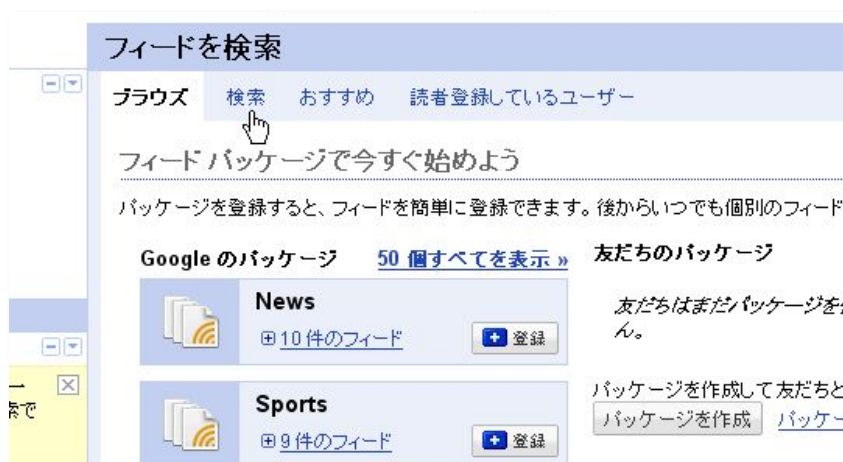 フィードを検索
ブラウズ 検索 おすすめ 読者登録しているユーザー
フィード パッケージで今すぐ始めよう
パッケージを登録すると、フィードを簡単に登録できます。後からいつでも個別のフィード
Google のパッケージ 50 個すべてを表示 »
News
10 件のフィード 登録
Sports
9 件のフィード 登録
友だちのパッケージ
友だちはまだパッケージを
ん。
パッケージを作成して友だちと
パッケージを作成 パッケー
ー
索で